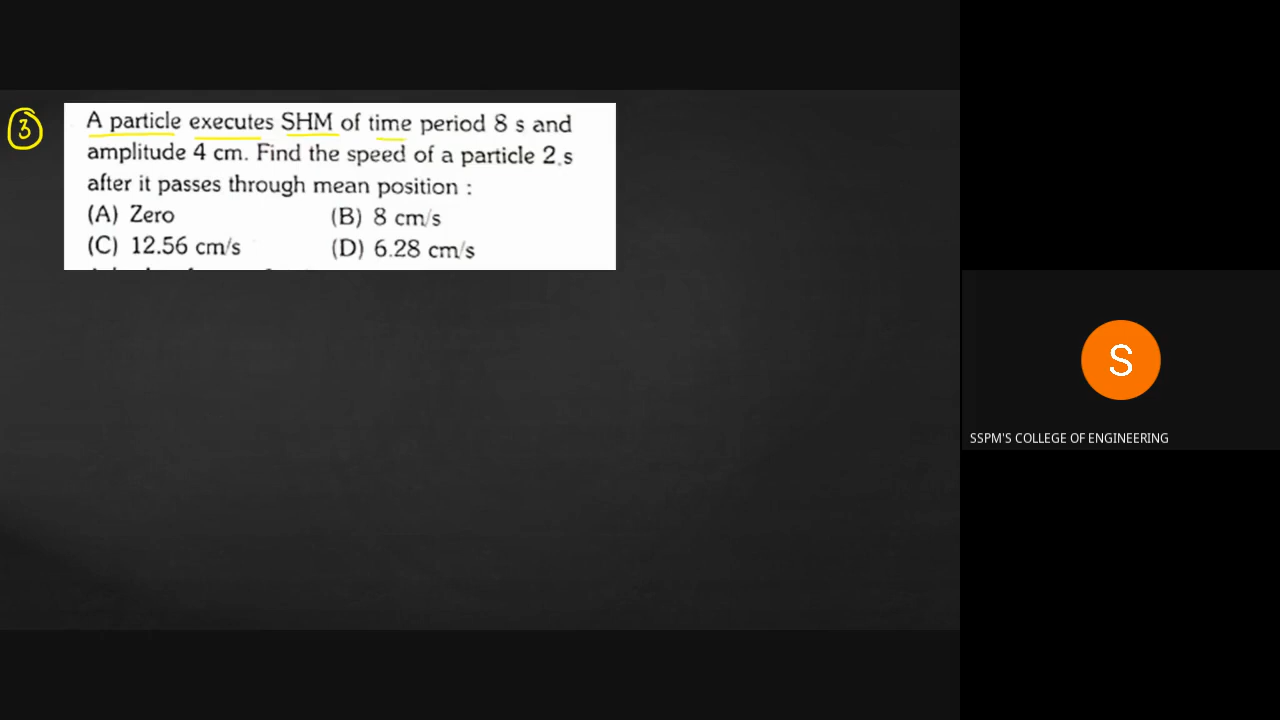 3
A particle executes SHM of time period 8 s and
amplitude 4 cm. Find the speed of a particle 2 s
after it passes through mean position :
(A) Zero (B) 8 cm/s
(C) 12.56 cm/s (D) 6.28 cm/s
S
SSPM'S COLLEGE OF ENGINEERING